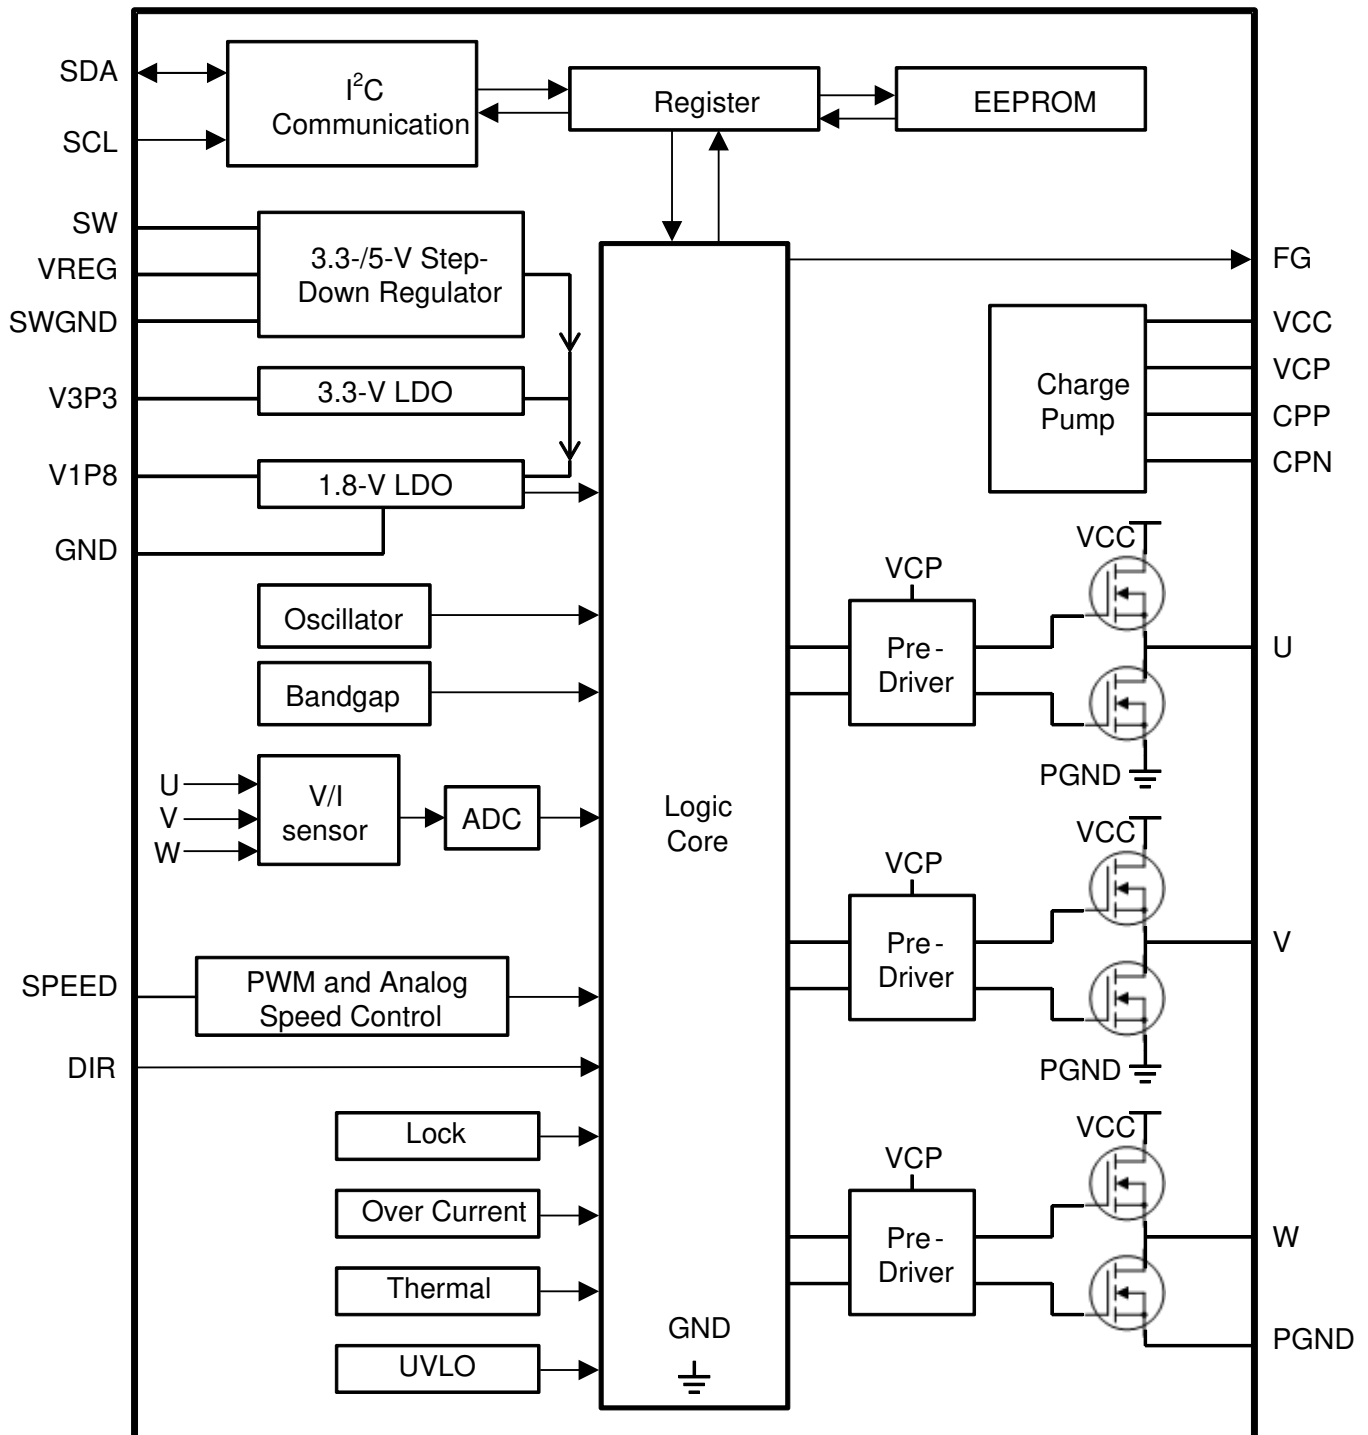 SDA
SCL
I²C
Communication
Register
EEPROM
SW
VREG
SWGND
3.3-/5-V Step-
Down Regulator
V3P3
3.3-V LDO
V1P8
1.8-V LDO
GND
Oscillator
Bandgap
U
V
W
V/I
sensor
ADC
SPEED
PWM and Analog
Speed Control
DIR
Lock
Over Current
Thermal
UVLO
Logic
Core
GND
FG
Charge
Pump
VCC
VCP
CPP
CPN
VCP
Pre-
Driver
VCC
PGND
U
VCP
Pre-
Driver
VCC
PGND
V
VCP
Pre-
Driver
VCC
W
PGND